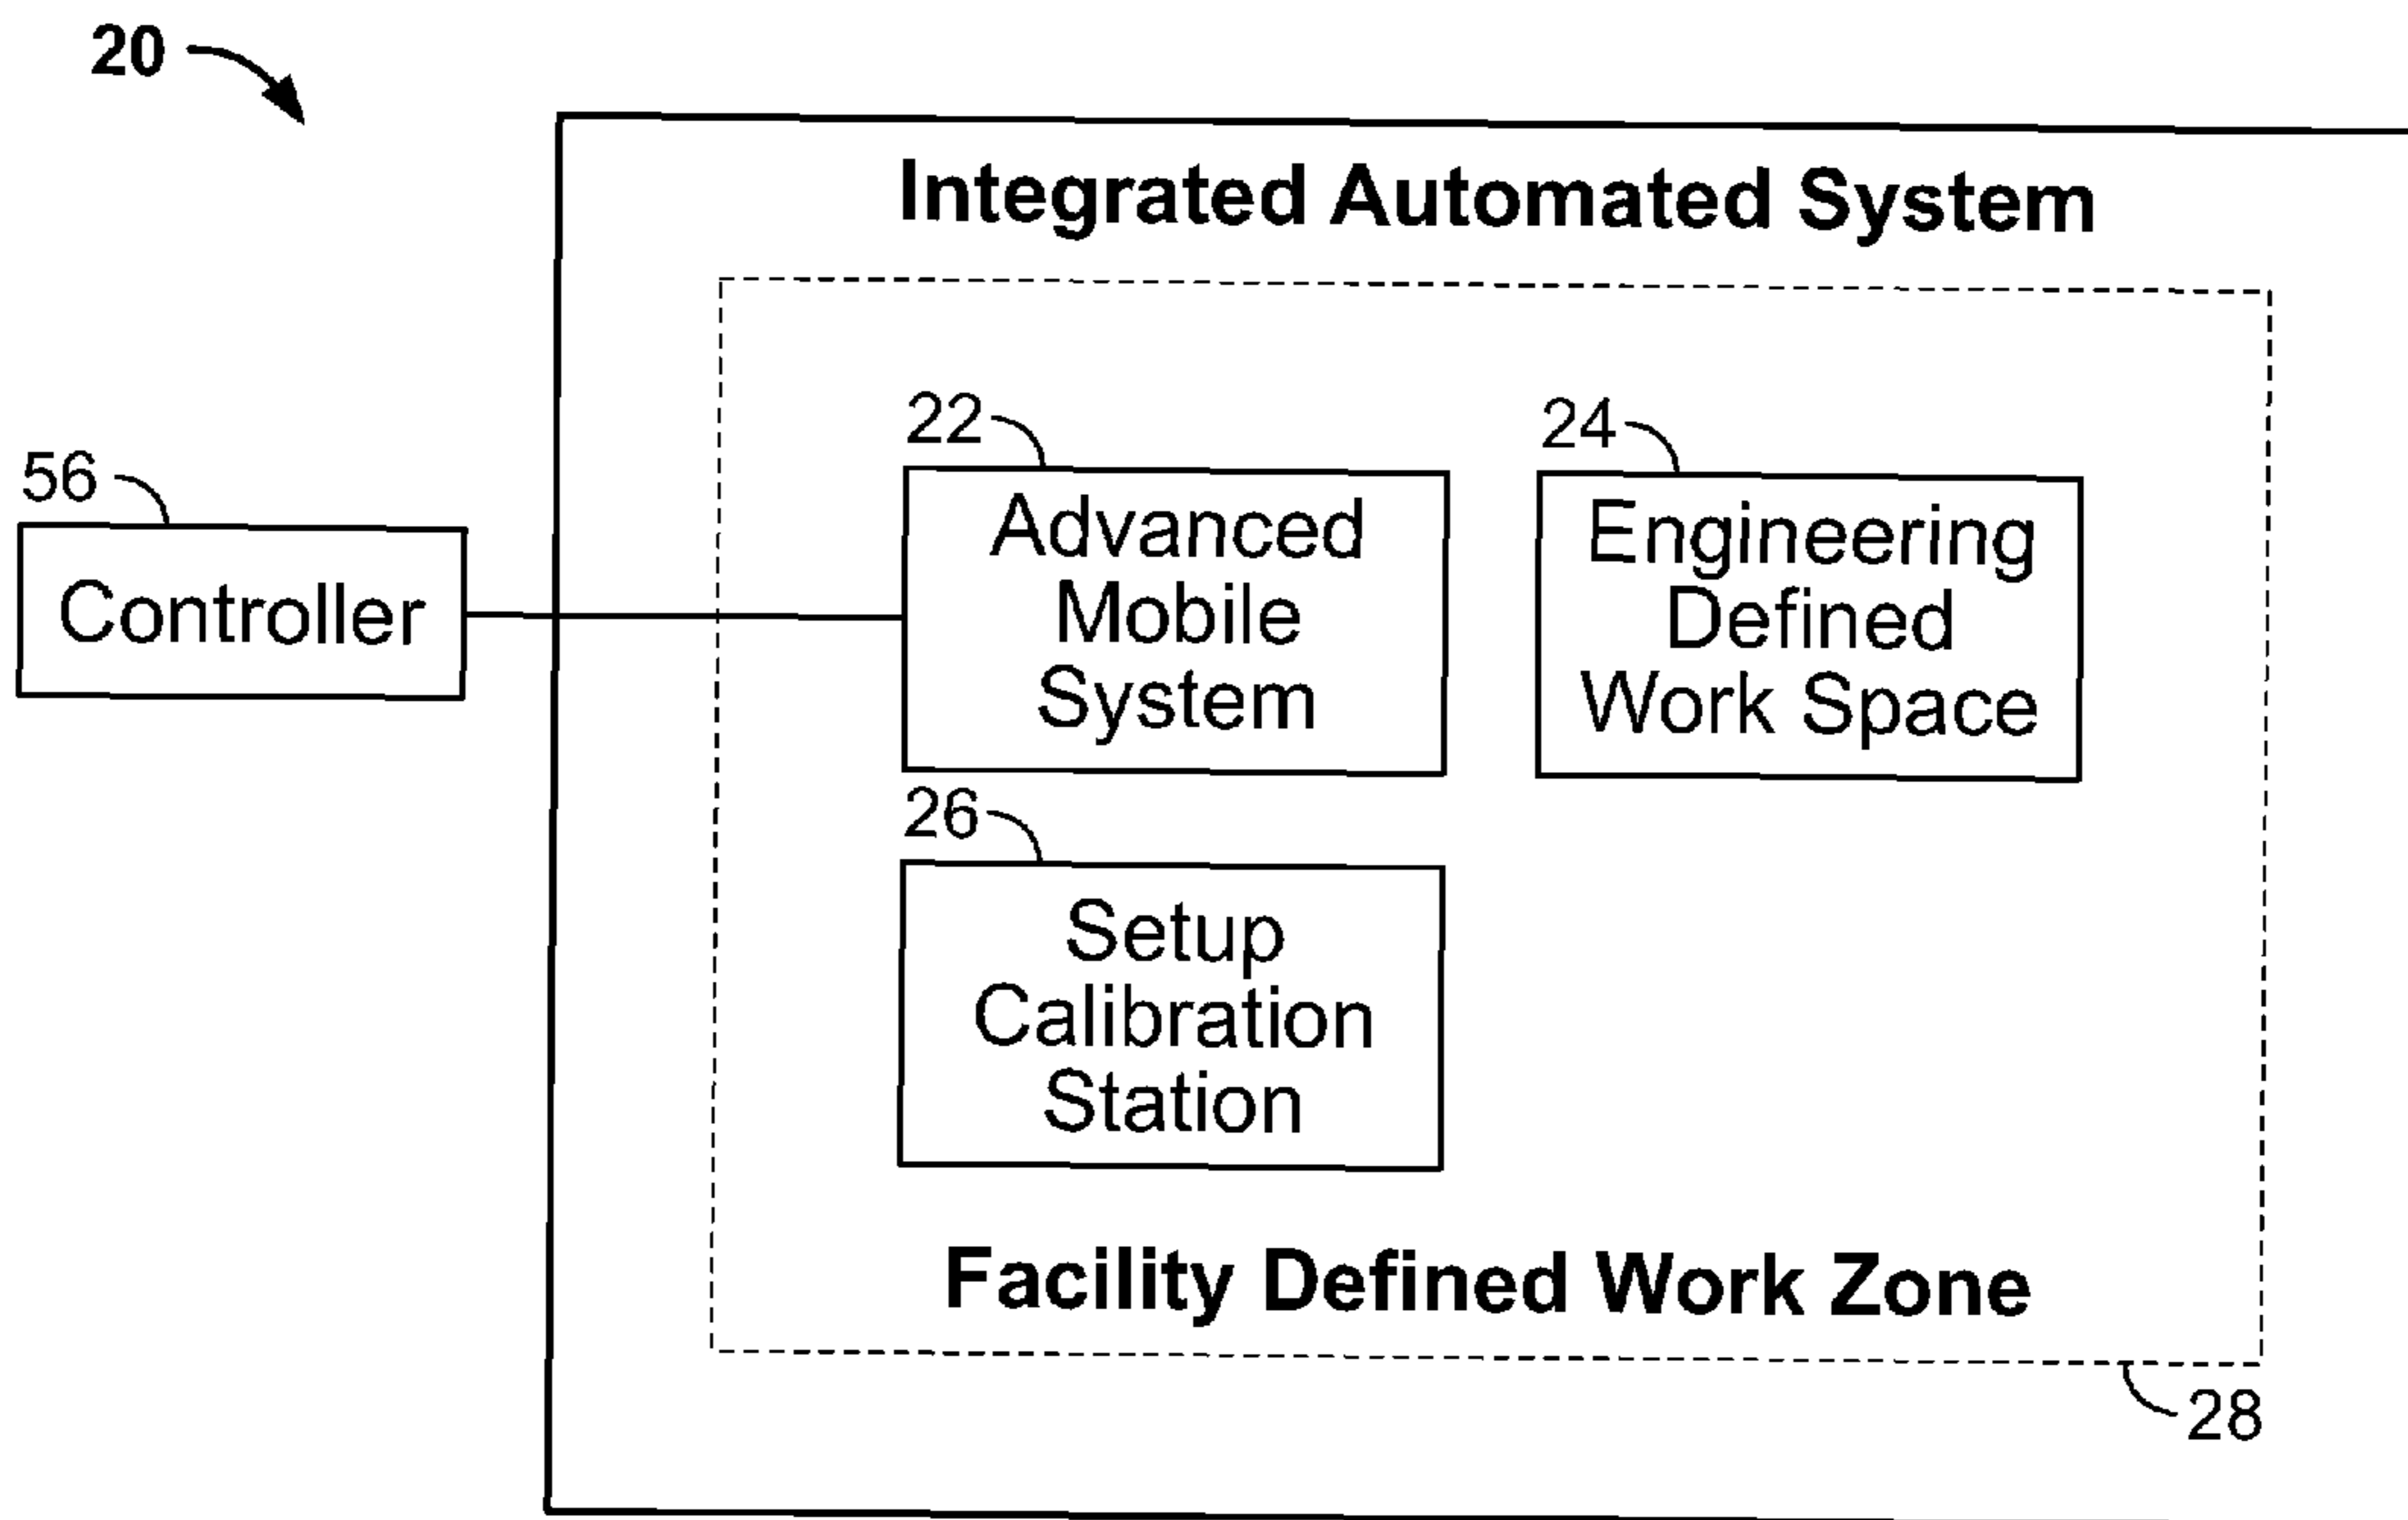 20
Integrated Automated System
22
24
56
Advanced
Mobile
System
Engineering
Defined
Work Space
Controller
26
Setup
Calibration
Station
Facility Defined Work Zone
28